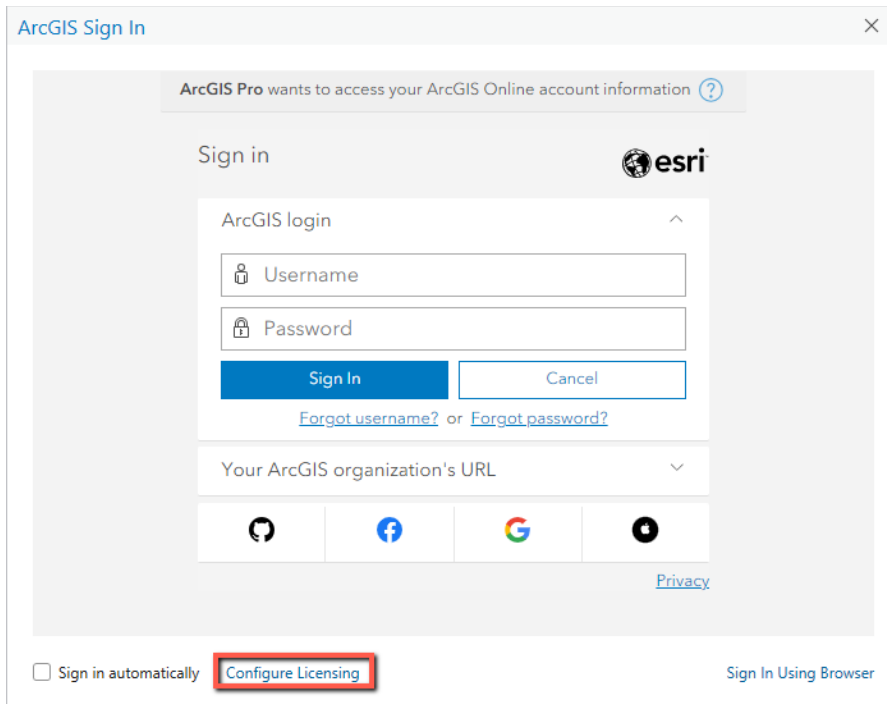 ArcGIS Sign In
ArcGIS Pro wants to access your ArcGIS Online account information ?
Sign in
esri
ArcGIS login
Username
Password
Sign In Cancel
Forgot username? or Forgot password?
Your ArcGIS organization's URL
Privacy
Sign in automatically Configure Licensing Sign In Using Browser